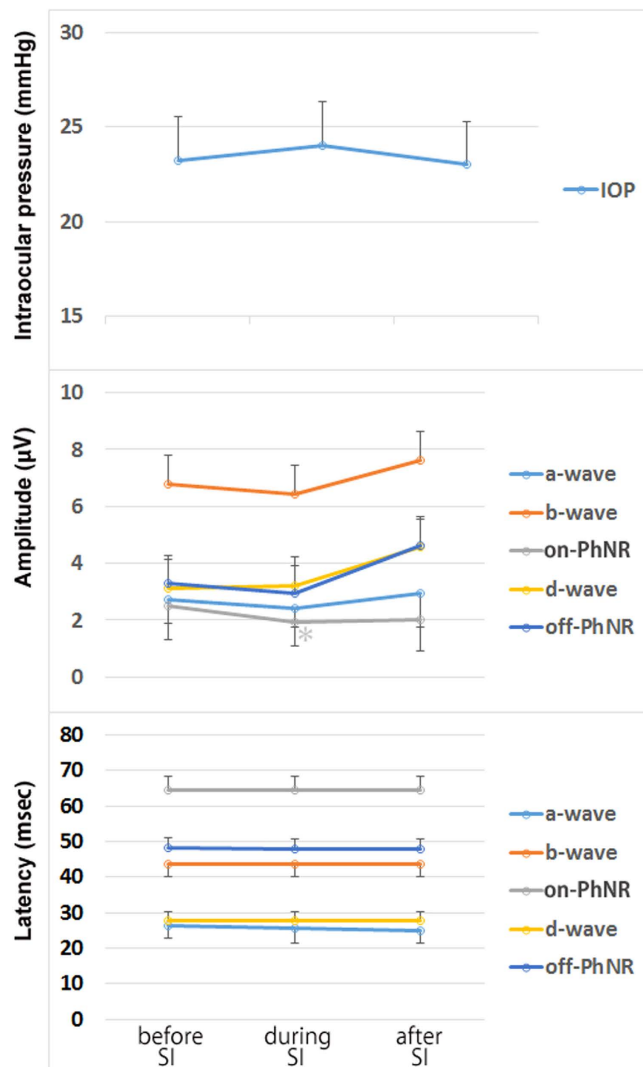 Intraocular pressure (mmHg)
30
25
20
15
IOP
Amplitude (μV)
10
8
6
4
2
0
*
a-wave
b-wave
on-PhNR
d-wave
off-PhNR
Latency (msec)
80
70
60
50
40
30
20
10
0
a-wave
b-wave
on-PhNR
d-wave
off-PhNR
before during after
SI SI SI